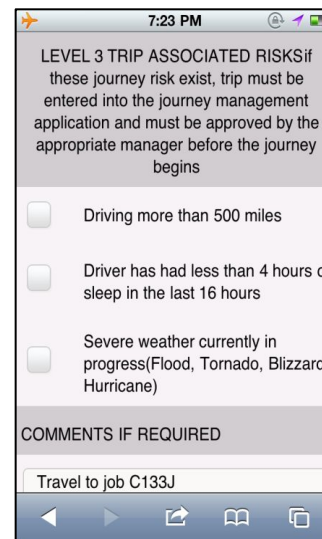 7:23 PM
LEVEL 3 TRIP ASSOCIATED RISKSif
these journey risk exist, trip must be
entered into the journey management
application and must be approved by the
appropriate manager before the journey
begins
Driving more than 500 miles
Driver has had less than 4 hours
sleep in the last 16 hours
Severe weather currently in
progress(Flood, Tornado, Blizzard
Hurricane)
COMMENTS IF REQUIRED
Travel to job C133J